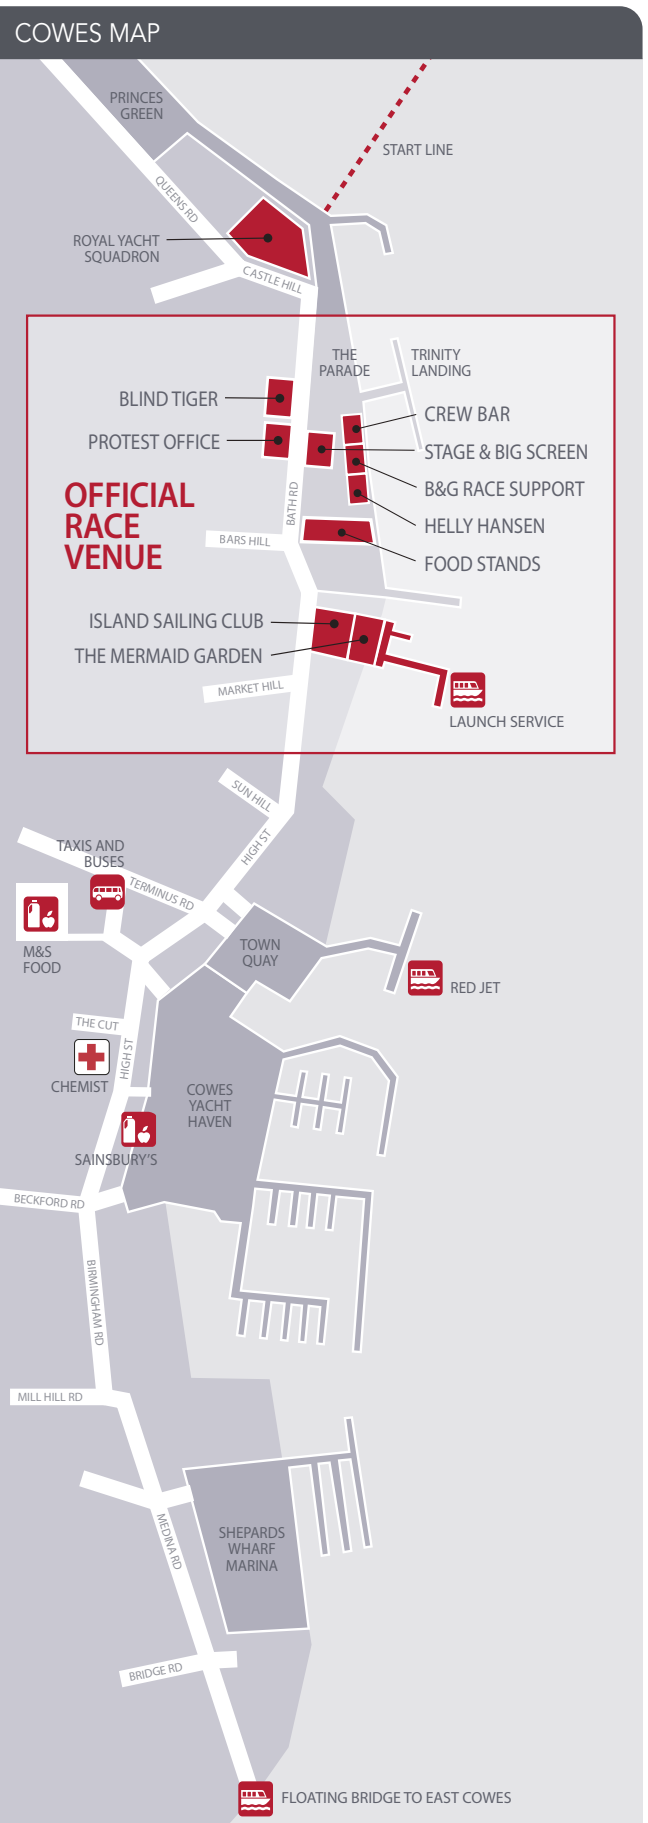 COWES MAP
PRINCES
GREEN
START LINE
QUEENS RD
ROYAL YACHT
SQUADRON
CASTLE HILL
THE
PARADE
TRINITY
LANDING
BLIND TIGER
CREW BAR
PROTEST OFFICE
STAGE & BIG SCREEN
OFFICIAL
RACE
VENUE
B&G RACE SUPPORT
BATH RD
HELLY HANSEN
BARS HILL
FOOD STANDS
ISLAND SAILING CLUB
THE MERMAID GARDEN
MARKET HILL
LAUNCH SERVICE
SUN HILL
HIGH ST
TAXIS AND
BUSES
TERMINUS RD
M&S
FOOD
TOWN
QUAY
RED JET
THE CUT
HIGH ST
CHEMIST
COWES
YACHT
HAVEN
SAINSBURY'S
BECKFORD RD
BIRMINGHAM RD
MILL HILL RD
MEDINA RD
SHEPARDS
WHARF
MARINA
BRIDGE RD
FLOATING BRIDGE TO EAST COWES